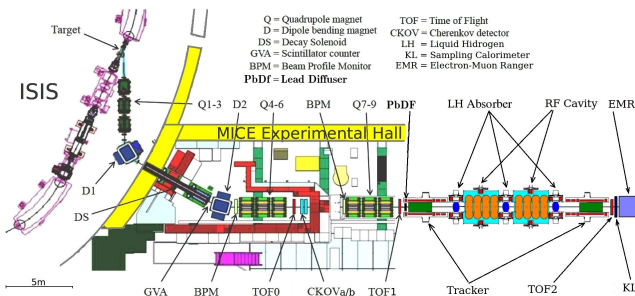 Target
ISIS
Q = Quadrupole magnet
D = Dipole bending magnet
DS = Decay Solenoid
GVA = Scintillator counter
BPM = Beam Profile Monitor
PbDf = Lead Diffuser
TOF = Time of Flight
CKOV = Cherenkov detector
LH = Liquid Hidrogen
KL = Sampling Calorimeter
EMR = Electron-Muon Ranger
Q1-3 D2 Q4-6 BPM Q7-9 PbDF LH Absorber RF Cavity EMR
MICE Experimental Hall
D1
DS
5m
GVA BPM TOF0 CKOVa/b TOF1 Tracker TOF2 KL